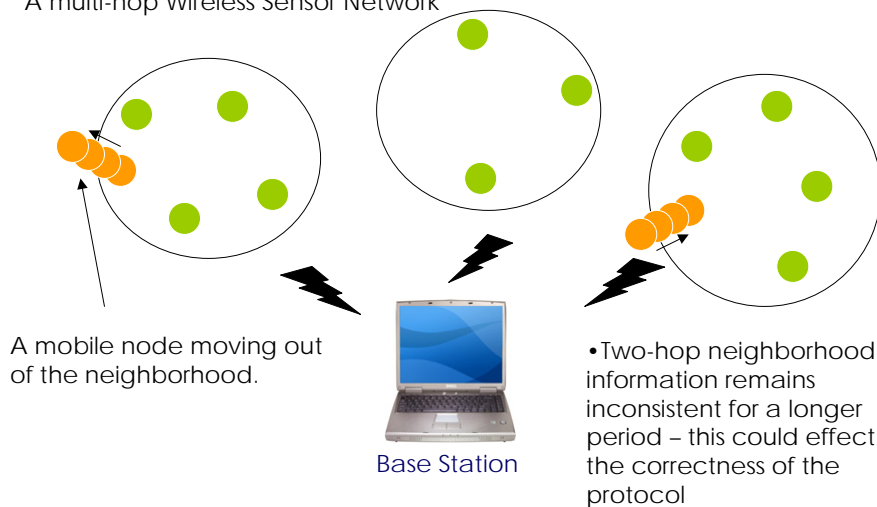 A multi-hop Wireless Sensor Network
A mobile node moving out
of the neighborhood.
Base Station
•Two-hop neighborhood
information remains
inconsistent for a longer
period – this could effect
the correctness of the
protocol